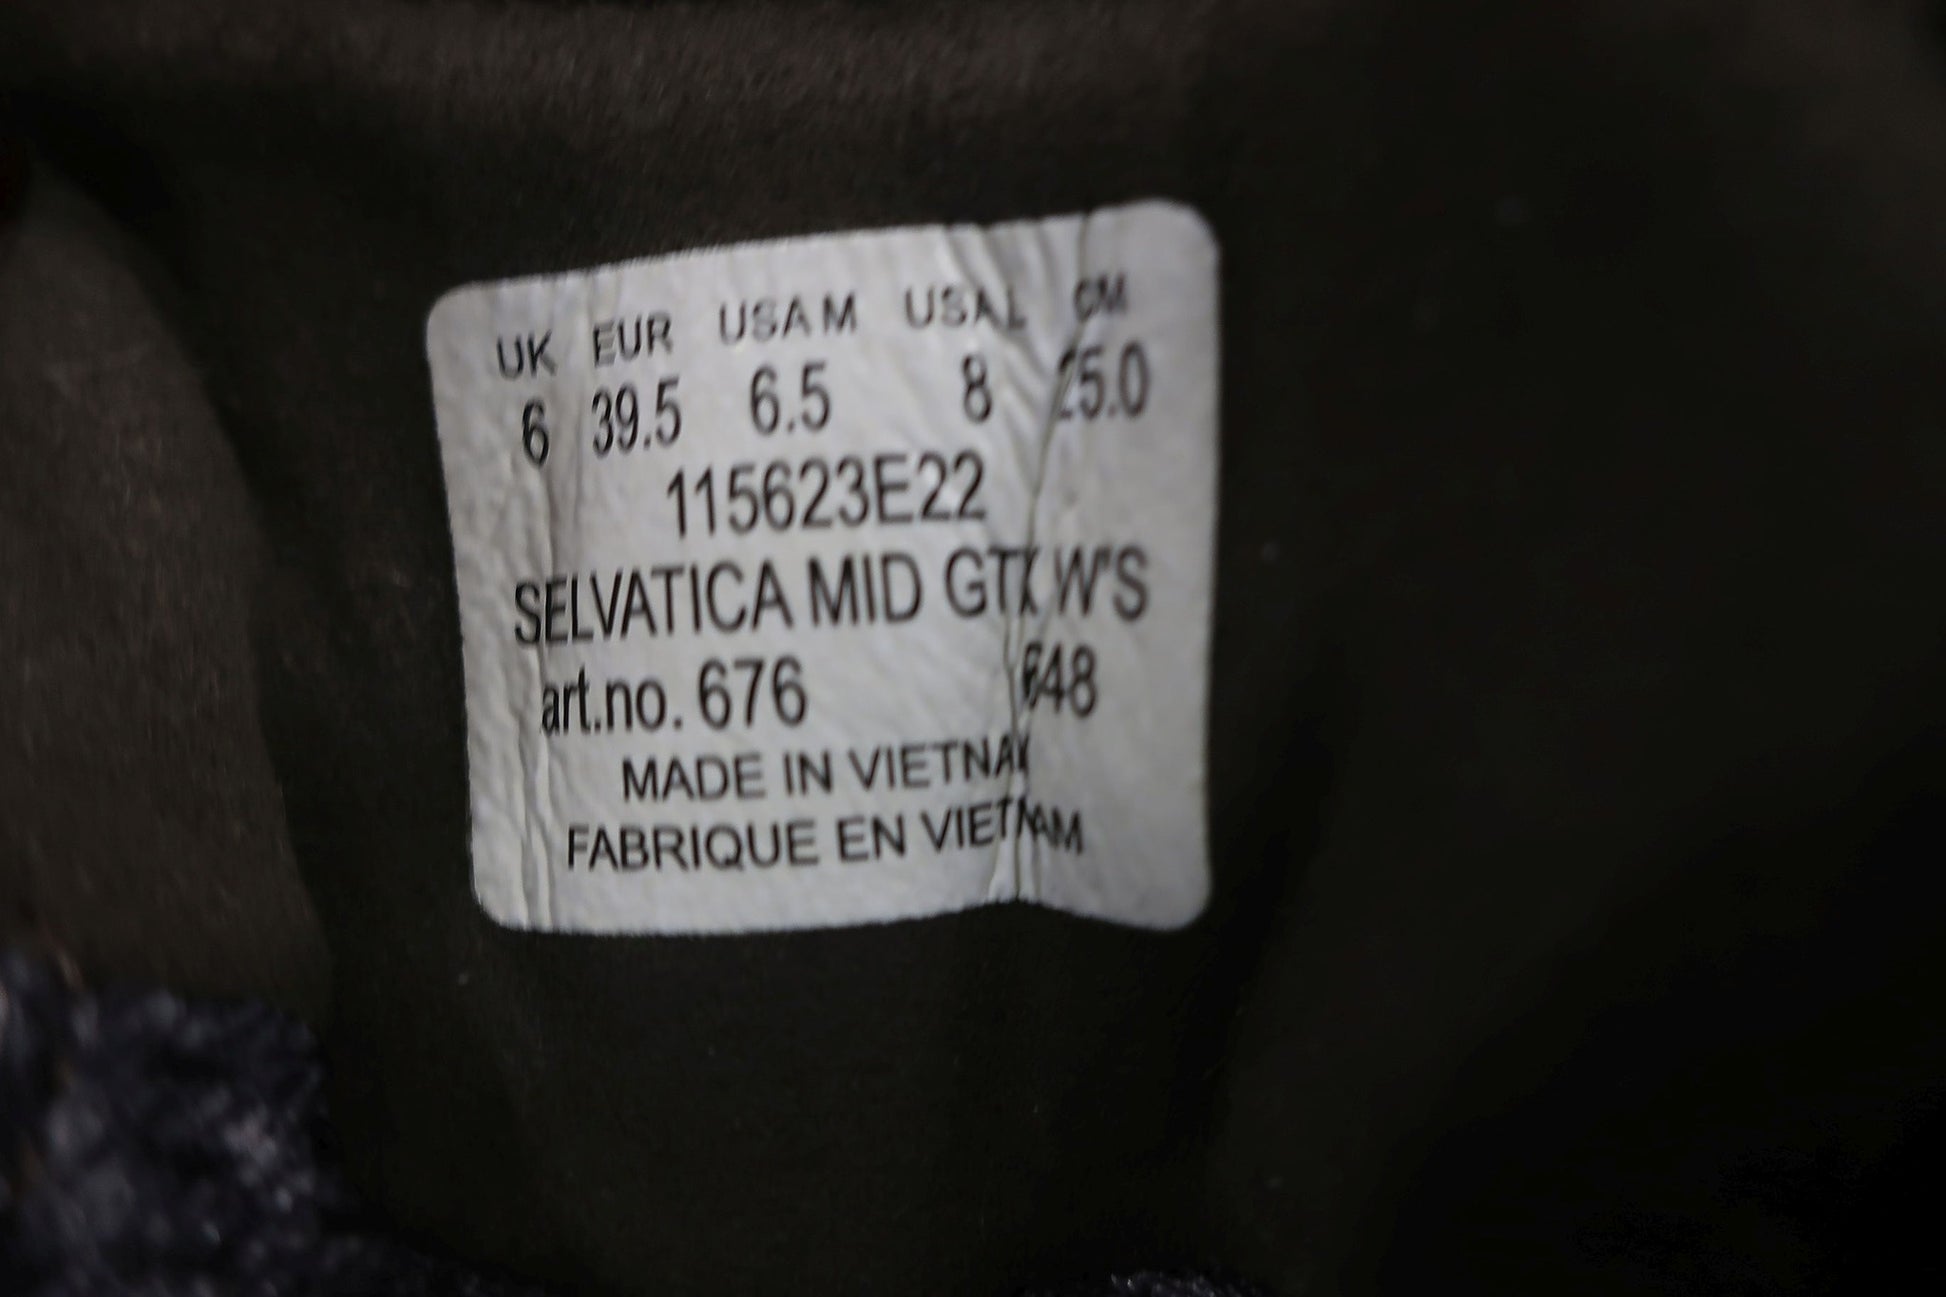 UK EUR USA M USA L CM
6 39.5 6.5 8 25.0
115623E22
SELVATICA MID GTX W'S
art.no. 676 648
MADE IN VIETNAM
FABRIQUE EN VIETNAM